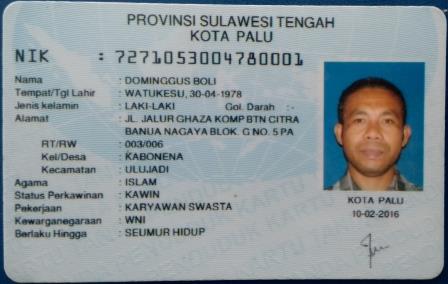 PROVINSI SULAWESI TENGAH
KOTA PALU
NIK : 7271053004780001
Nama : DOMINGGUS BOLI
Tempat/Tgl Lahir : WATUKESU, 30-04-1978
Jenis kelamin : LAKI-LAKI Gol. Darah :-
Alamat : JL. JALUR GHAZA KOMP BTN CITRA
BANUA NAGAYA BLOK. G NO. 5 PA
RT/RW : 003/006
Kel/Desa : KABONENA
Kecamatan : ULUJADI
Agama : ISLAM
Status Perkawinan : KAWIN
Pekerjaan : KARYAWAN SWASTA
Kewarganegaraan : WNI
Berlaku Hingga : SEUMUR HIDUP
KOTA PALU
10-02-2016